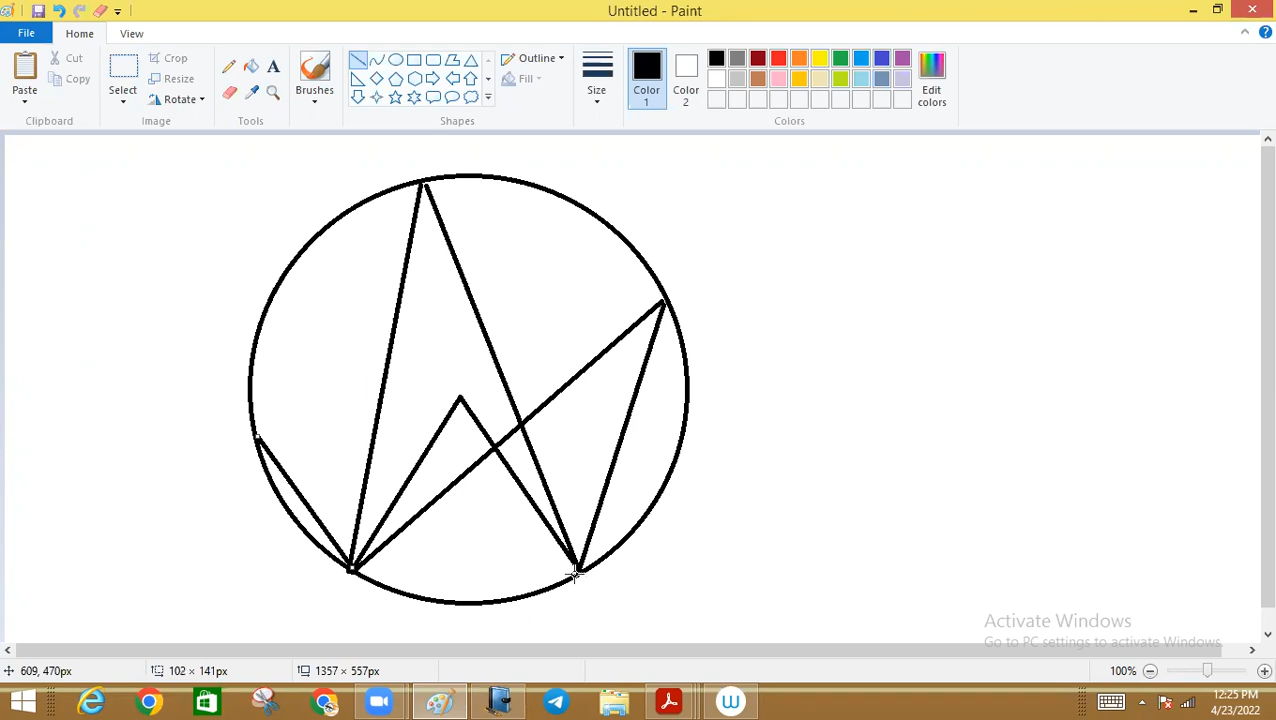 Untitled - Paint
File
Home
View
Paste
Cut
Copy
Clipboard
Select
Crop
Resize
Rotate
Image
A
Tools
Brushes
Outline
Fill
Shapes
Size
Color 1
Color 2
Edit colors
Colors
Activate Windows
Go to PC settings to activate Windows.
609, 470px
102 × 141px
1357 × 557px
100%
W
12:25 PM
4/23/2022